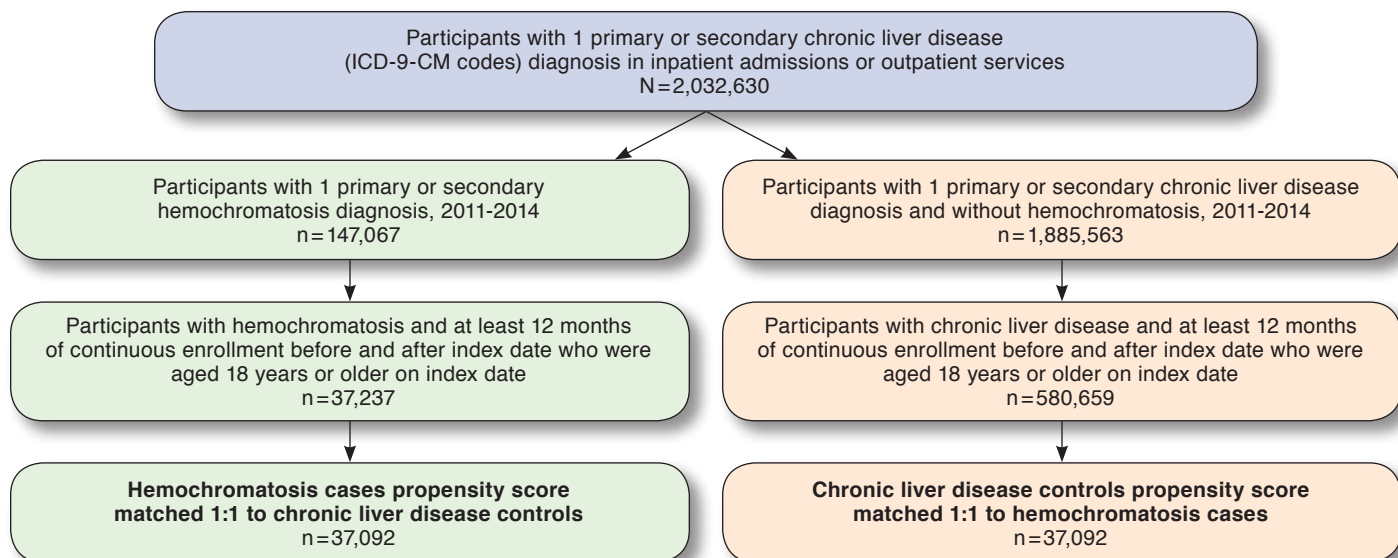 Participants with 1 primary or secondary chronic liver disease
(ICD-9-CM codes) diagnosis in inpatient admissions or outpatient services
N=2,032,630
Participants with 1 primary or secondary
hemochromatosis diagnosis, 2011-2014
n=147,067
Participants with 1 primary or secondary chronic liver disease
diagnosis and without hemochromatosis, 2011-2014
n=1,885,563
Participants with hemochromatosis and at least 12 months
of continuous enrollment before and after index date who were
aged 18 years or older on index date
n=37,237
Participants with chronic liver disease and at least 12 months
of continuous enrollment before and after index date who were
aged 18 years or older on index date
n=580,659
Hemochromatosis cases propensity score
matched 1:1 to chronic liver disease controls
n=37,092
Chronic liver disease controls propensity score
matched 1:1 to hemochromatosis cases
n=37,092